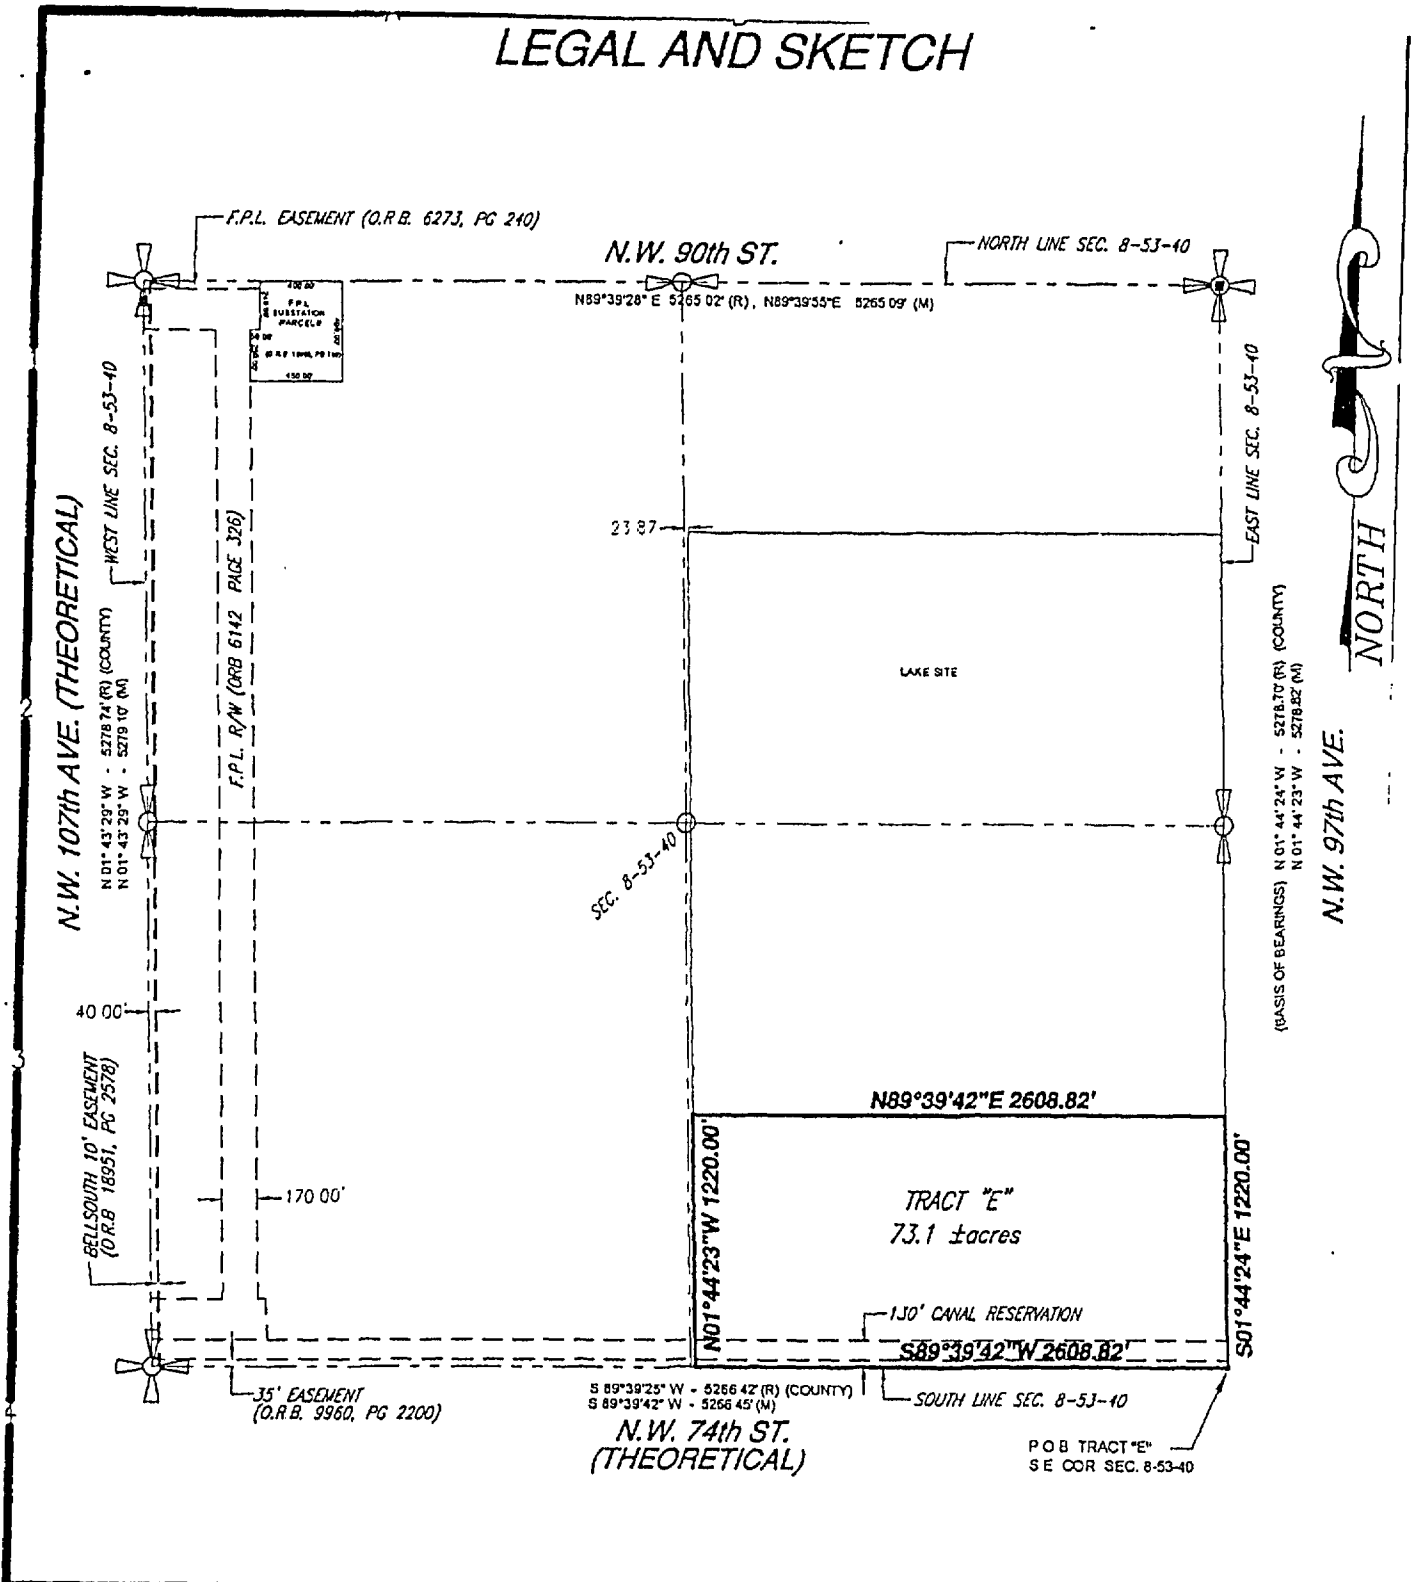 LEGAL AND SKETCH
F.P.L. EASEMENT (O.R.B. 6273, PG 240)
N.W. 90th ST.
NORTH LINE SEC. 8-53-40
N89°39'28" E 5265 02' (R), N89°39'55"E 5265 09' (M)
400.00'
F.P.L
SUBSTATION
PARCEL#
450.00'
WEST LINE SEC. 8-53-40
EAST LINE SEC. 8-53-40
NORTH
N.W. 107th AVE. (THEORETICAL)
N 01° 43' 29" W - 5278 74' (R) (COUNTY)
N 01° 43' 29" W - 5279 10' (M)
F.P.L. R/W (ORB 6142 PAGE 326)
23 87
LAKE SITE
SEC. 8-53-40
(BASIS OF BEARINGS) N 01° 44' 24" W - 5278.70' (R) (COUNTY)
N 01° 44' 23" W - 5278.82' (M)
N.W. 97th AVE.
2
3
4
40 00'
BELLSOUTH 10' EASEMENT
(O.R.B 18951, PG 2578)
170 00'
N89°39'42"E 2608.82'
N01°44'23"W 1220.00'
TRACT "E"
73.1 ±acres
S01°44'24"E 1220.00'
130' CANAL RESERVATION
S89°39'42"W 2608.82'
35' EASEMENT
(O.R.B. 9960, PG 2200)
S 89°39'25" W - 5266 42' (R) (COUNTY)
S 89°39'42" W - 5266 45' (M)
SOUTH LINE SEC. 8-53-40
N.W. 74th ST.
(THEORETICAL)
P O B TRACT "E"
S E COR SEC. 8-53-40